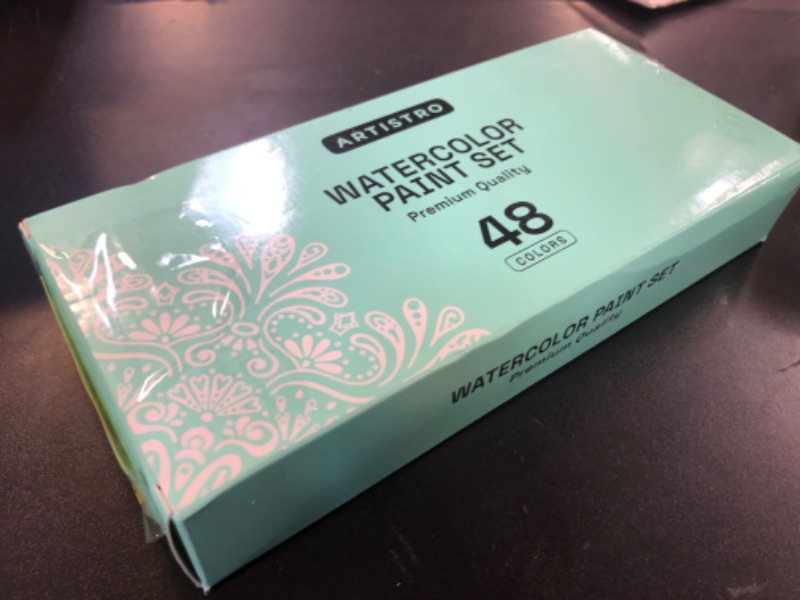 ARTISTRO
WATERCOLOR
PAINT SET
Premium Quality
48
COLORS
WATERCOLOR PAINT SET
Premium Quality